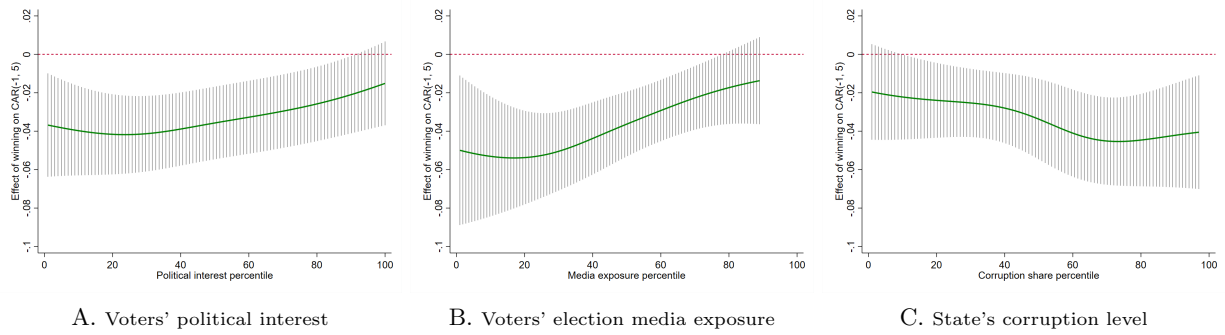 Effect of winning on CAR(-1, 5)
.02
0
-.02
-.04
-.06
-.08
-.1
0 20 40 60 80 100
Political interest percentile
A. Voters' political interest
Effect of winning on CAR(-1, 5)
.02
0
-.02
-.04
-.06
-.08
-.1
0 20 40 60 80 100
Media exposure percentile
B. Voters' election media exposure
Effect of winning on CAR(-1, 5)
.02
0
-.02
-.04
-.06
-.08
-.1
0 20 40 60 80 100
Corruption share percentile
C. State's corruption level